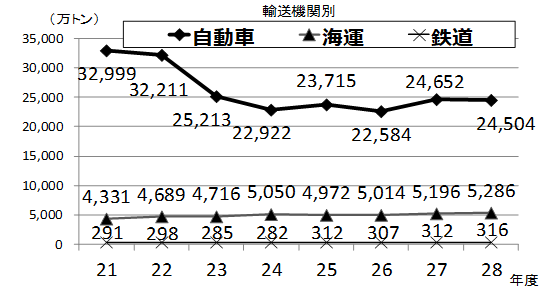 輸送機関別
（万トン）
自動車 海運 鉄道
35,000
30,000
25,000
20,000
15,000
10,000
5,000
0
32,999 32,211 25,213 22,922 23,715 22,584 24,652 24,504
4,331 4,689 4,716 5,050 4,972 5,014 5,196 5,286
291 298 285 282 312 307 312 316
21 22 23 24 25 26 27 28 年度